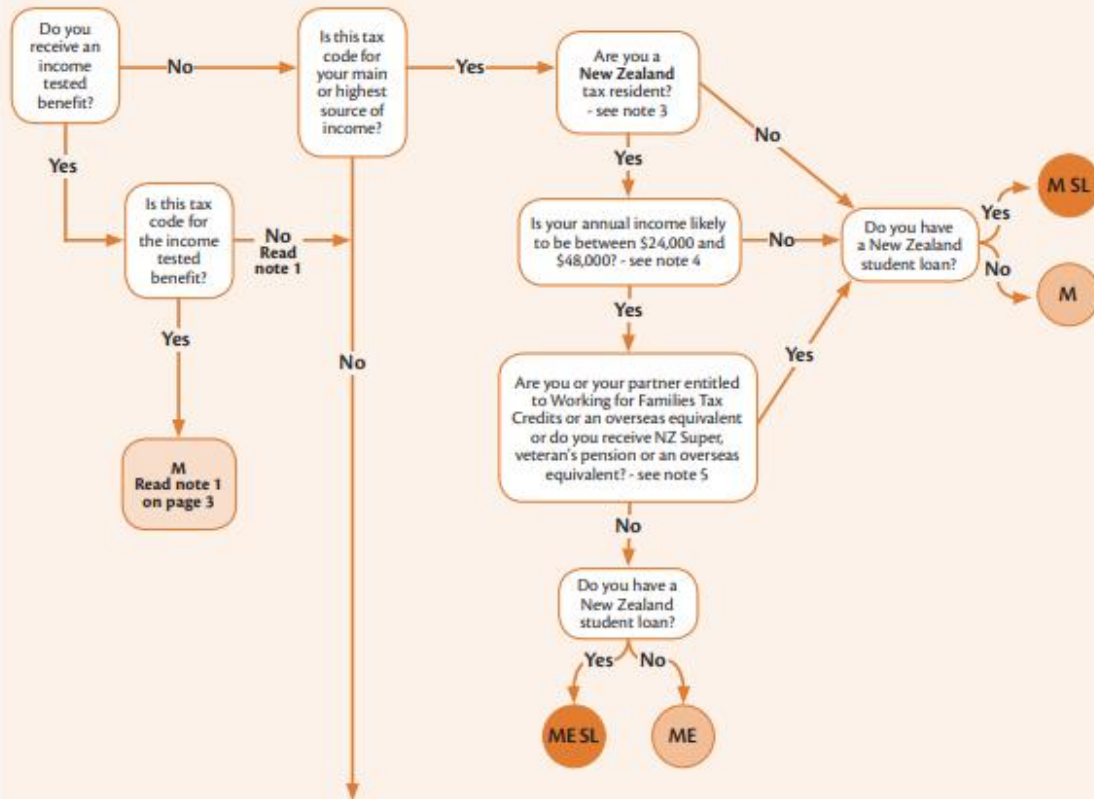 Do you
receive an
income
tested
benefit?
No
Is this tax
code for
your main
or highest
source of
income?
Yes
Are you a
New Zealand
tax resident?
- see note 3
No
Yes
Yes
Is this tax
code for
the income
tested
benefit?
No
Read
note 1
Is your annual income likely
to be between $24,000 and
$48,000? - see note 4
No
Do you have
a New Zealand
student loan?
Yes
M SL
No
M
Yes
Yes
No
Are you or your partner entitled
to Working for Families Tax
Credits or an overseas equivalent
or do you receive NZ Super,
veteran's pension or an overseas
equivalent? - see note 5
Yes
M
Read note 1
on page 3
No
Do you have a
New Zealand
student loan?
Yes
No
ME SL
ME